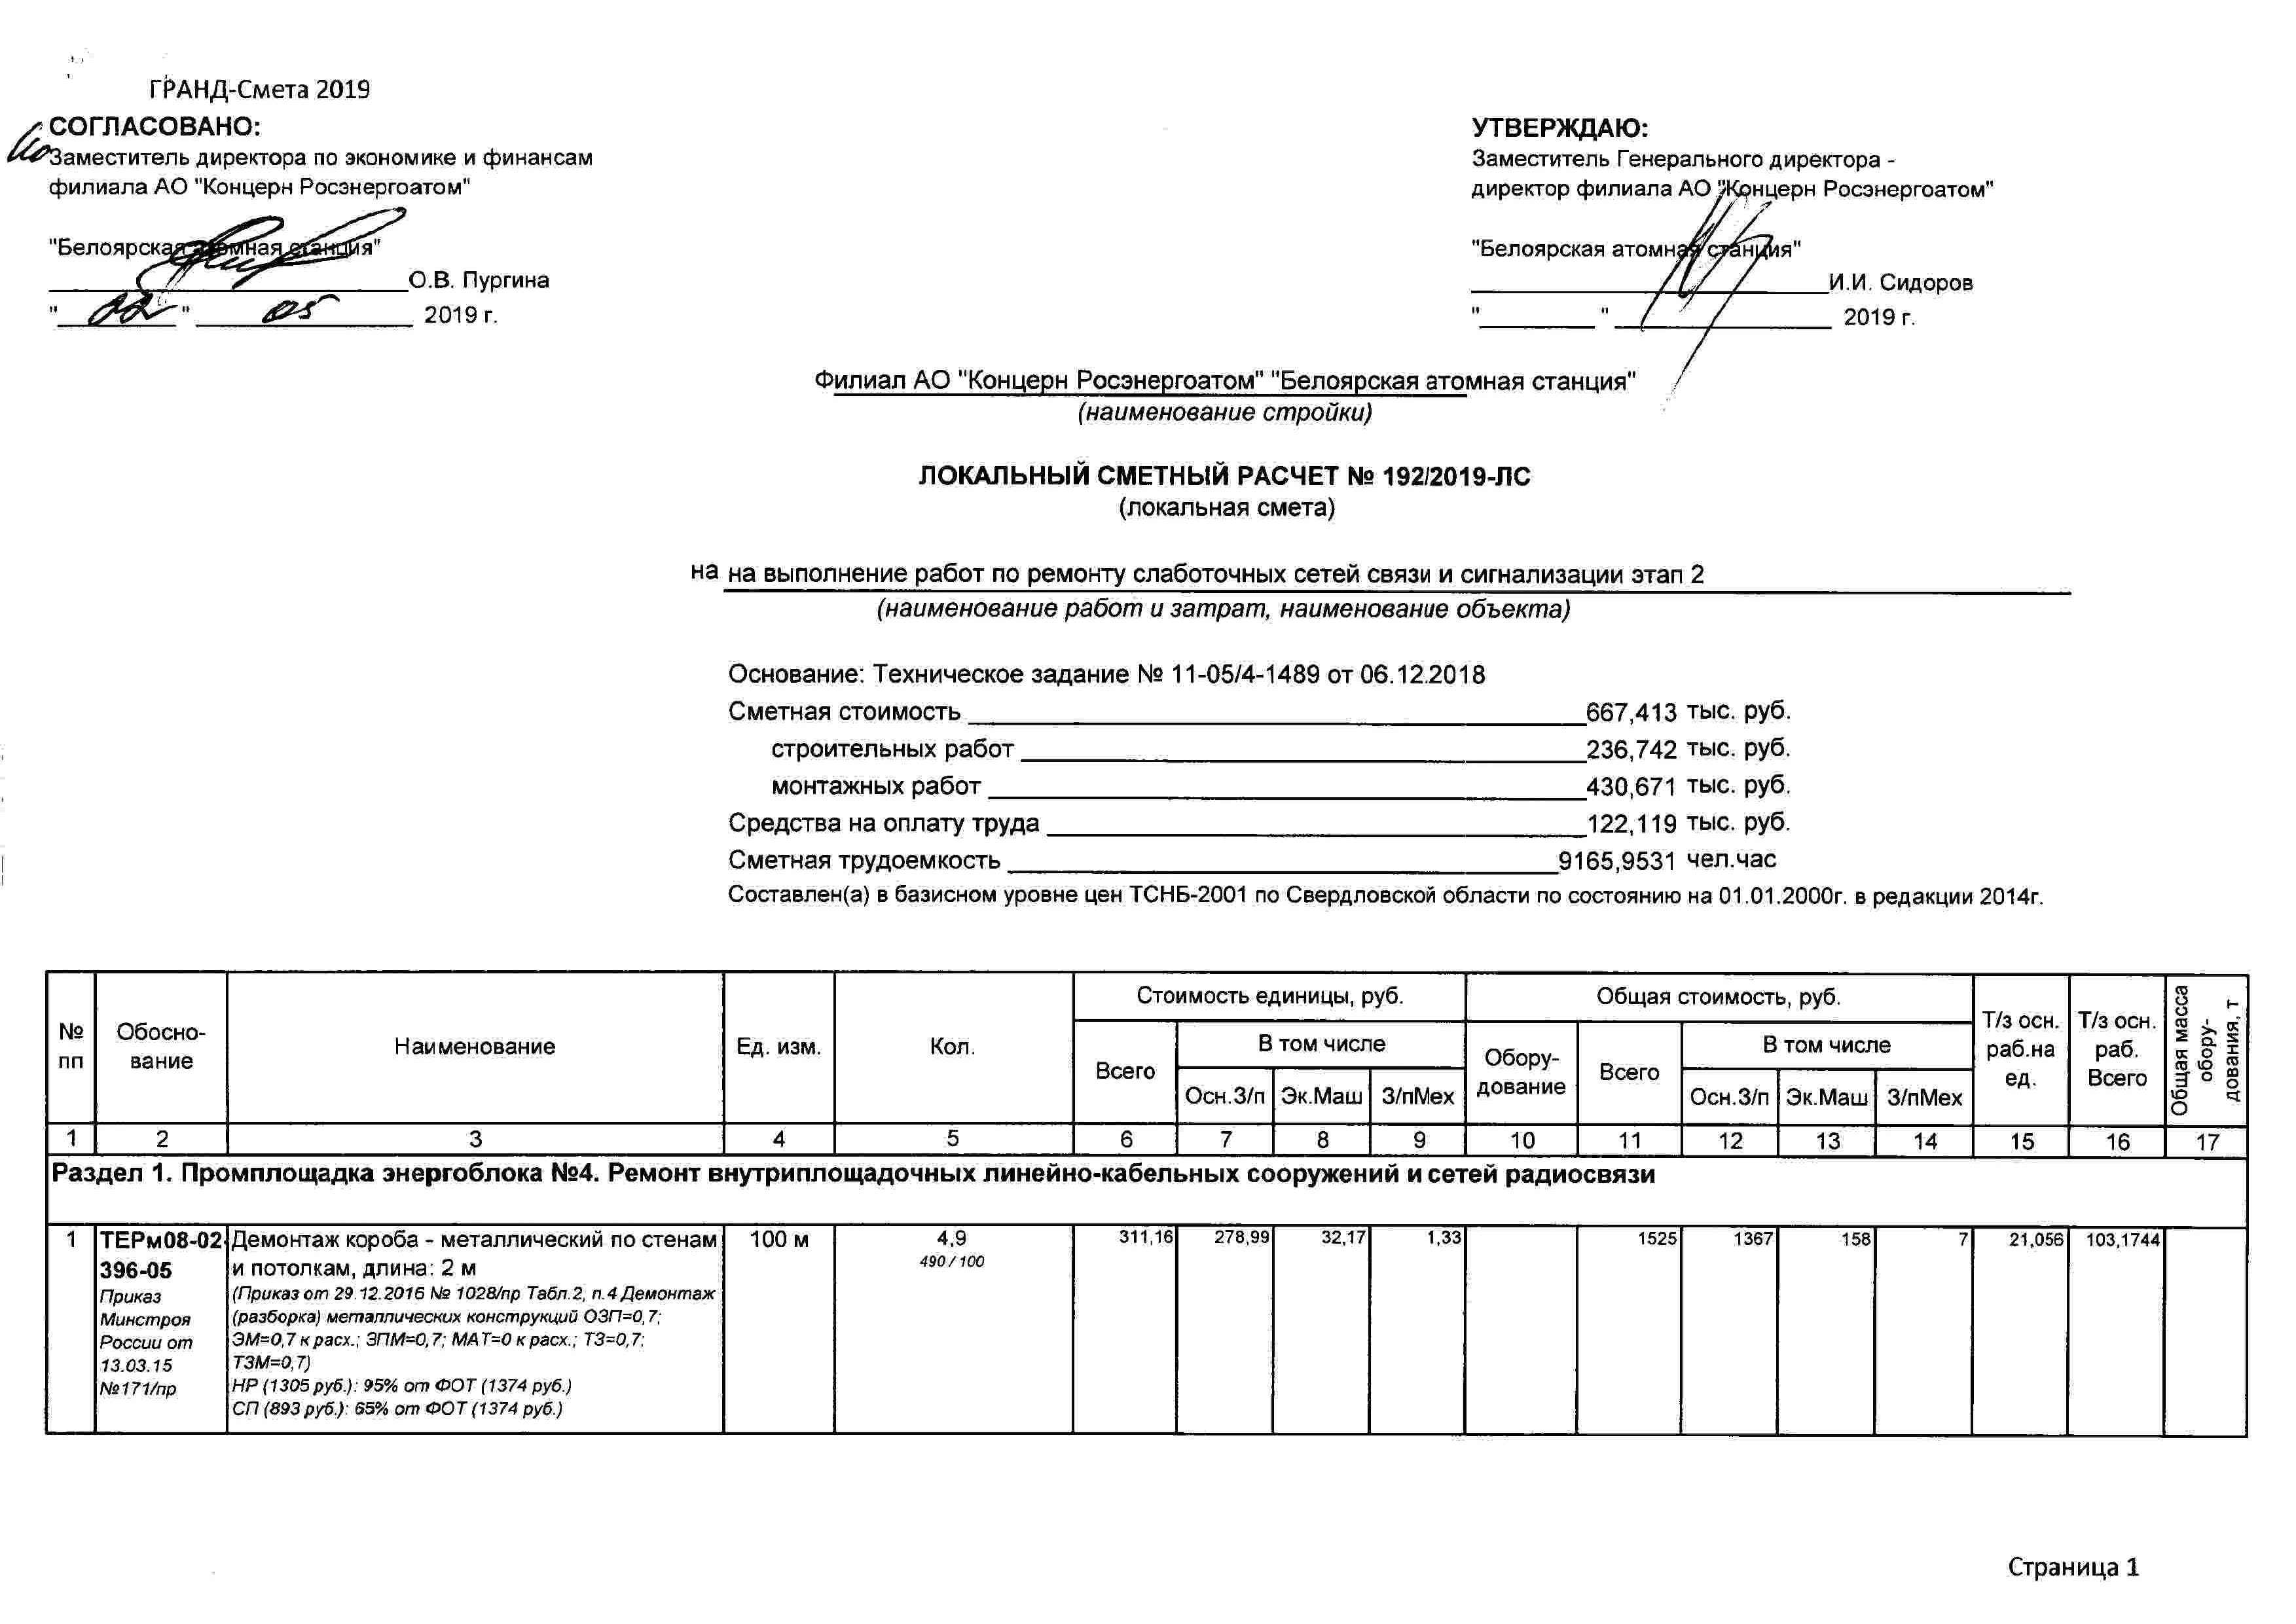 ГРАНД-Смета 2019
СОГЛАСОВАНО:
Заместитель директора по экономике и финансам
филиала АО "Концерн Росэнергоатом"
"Белоярская атомная станция"
О.В. Пургина
" 22 " 05 2019 г.
УТВЕРЖДАЮ:
Заместитель Генерального директора -
директор филиала АО "Концерн Росэнергоатом"
"Белоярская атомная станция"
И.И. Сидоров
" " 2019 г.
Филиал АО "Концерн Росэнергоатом" "Белоярская атомная станция"
(наименование стройки)
ЛОКАЛЬНЫЙ СМЕТНЫЙ РАСЧЕТ № 192/2019-ЛС
(локальная смета)
на на выполнение работ по ремонту слаботочных сетей связи и сигнализации этап 2
(наименование работ и затрат, наименование объекта)
Основание: Техническое задание № 11-05/4-1489 от 06.12.2018
Сметная стоимость 667,413 тыс. руб.
строительных работ 236,742 тыс. руб.
монтажных работ 430,671 тыс. руб.
Средства на оплату труда 122,119 тыс. руб.
Сметная трудоемкость 9165,9531 чел.час
Составлен(а) в базисном уровне цен ТСНБ-2001 по Свердловской области по состоянию на 01.01.2000г. в редакции 2014г.
№ пп
Обосно-
вание
Наименование
Ед. изм.
Кол.
Стоимость единицы, руб.
Всего
В том числе
Осн.З/п Эк.Маш З/пМех
Общая стоимость, руб.
Обору-
дование
Всего
В том числе
Осн.З/п Эк.Маш З/пМех
Т/з осн.
раб.на
ед.
Т/з осн.
раб.
Всего
Общая масса
обору-
дования, т
1 2 3 4 5 6 7 8 9 10 11 12 13 14 15 16 17
Раздел 1. Промплощадка энергоблока №4. Ремонт внутриплощадочных линейно-кабельных сооружений и сетей радиосвязи
1
ТЕРм08-02-
396-05
Приказ
Минстроя
России от
13.03.15
№171/пр
Демонтаж короба - металлический по стенам
и потолкам, длина: 2 м
(Приказ от 29.12.2016 № 1028/пр Табл.2, п.4 Демонтаж
(разборка) металлических конструкций ОЗП=0,7;
ЭМ=0,7 к расх.; ЗПМ=0,7; МАТ=0 к расх.; ТЗ=0,7;
ТЗМ=0,7)
НР (1305 руб.): 95% от ФОТ (1374 руб.)
СП (893 руб.): 65% от ФОТ (1374 руб.)
100 м
4,9
490 / 100
311,16 278,99 32,17 1,33 1525 1367 158 7 21,056 103,1744
Страница 1